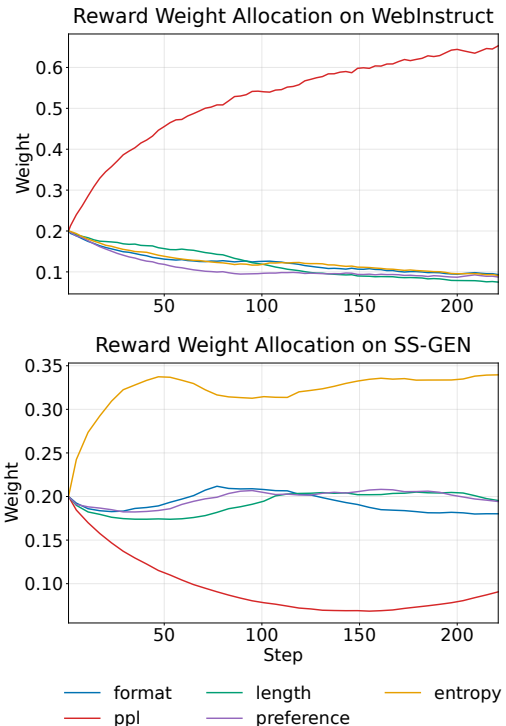 Reward Weight Allocation on WebInstruct
0.6
0.5
0.4
0.3
0.2
0.1
Weight
50 100 150 200
Reward Weight Allocation on SS-GEN
0.35
0.30
0.25
0.20
0.15
0.10
Weight
50 100 150 200
Step
format length entropy
ppl preference